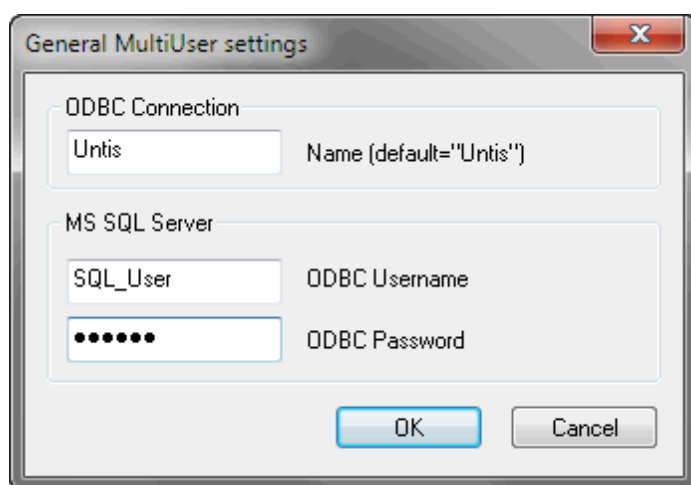 General MultiUser settings
ODBC Connection
Untis Name (default="Untis")
MS SQL Server
SQL_User ODBC Username
●●●●●● ODBC Password
OK Cancel